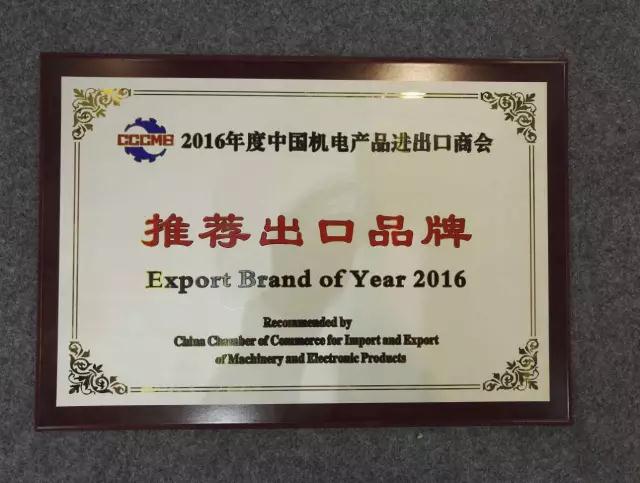 CCCME 2016年度中国机电产品进出口商会
推荐出口品牌
Export Brand of Year 2016
Recommended by
China Chamber of Commerce for Import and Export
of Machinery and Electronic Products